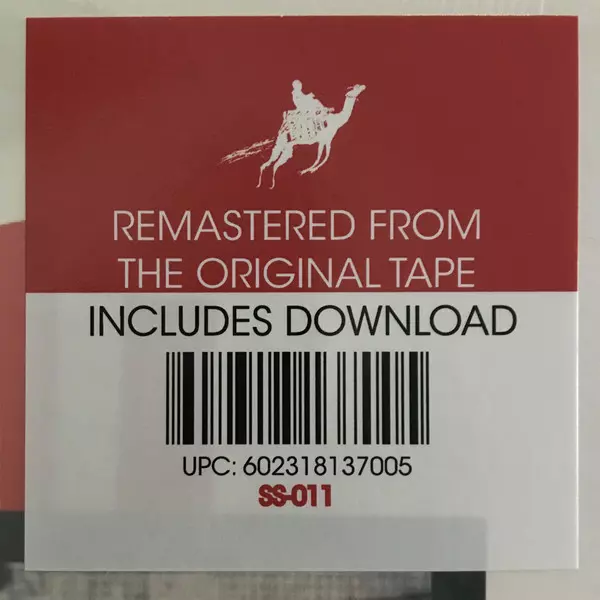 REMASTERED FROM
THE ORIGINAL TAPE
INCLUDES DOWNLOAD
UPC: 602318137005
SS-011